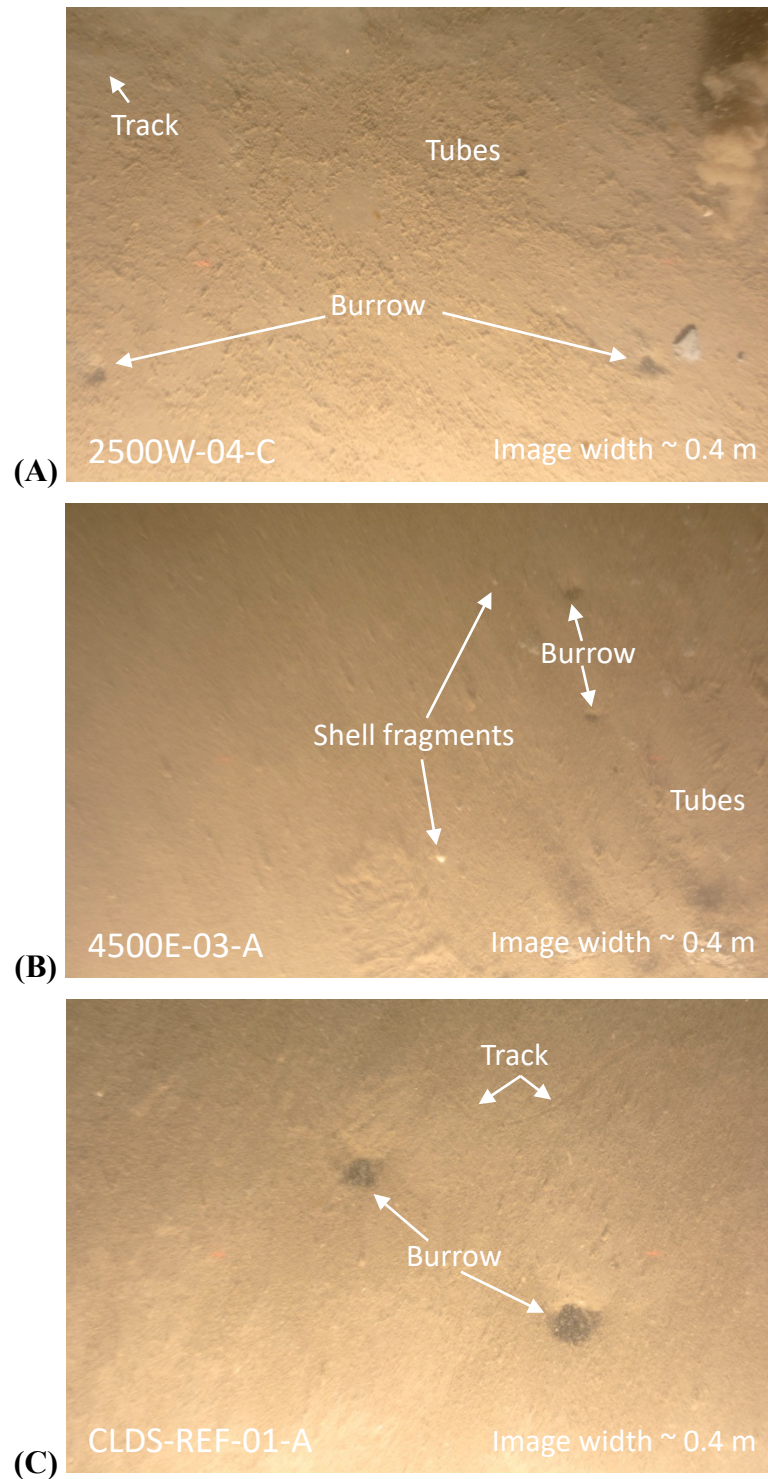 Track
Tubes
Burrow
2500W-04-C
Image width ~ 0.4 m
(A)
Burrow
Shell fragments
Tubes
4500E-03-A
Image width ~ 0.4 m
(B)
Track
Burrow
CLDS-REF-01-A
Image width ~ 0.4 m
(C)